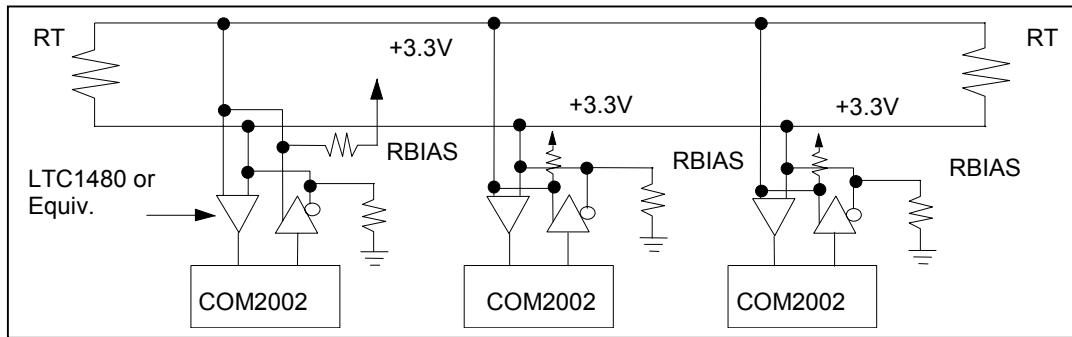 RT
+3.3V
RT
+3.3V
+3.3V
RBIAS
RBIAS
RBIAS
LTC1480 or
Equiv.
COM2002
COM2002
COM2002